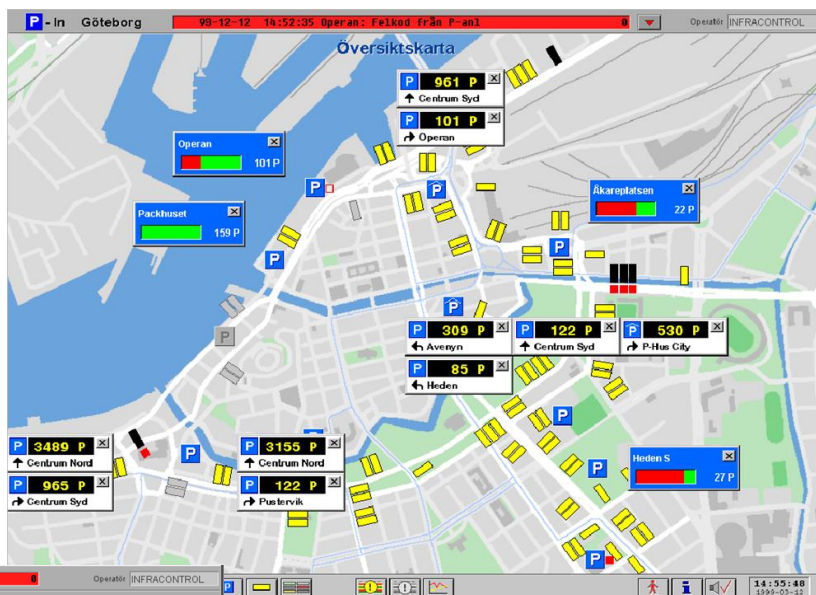 P - In Göteborg
99-12-12 14:52:35 Operan: Felkod från P-anl 0
Operatör INFRACONTROL
Översiktskarta
P 961 P
Centrum Syd
P 101 P
Operan
Operan
101 P
Åkareplatsen
22 P
Packhuset
159 P
P
P
P
P
P
P
P 309 P
Avenyn
P 122 P
Centrum Syd
P 530 P
P-Hus City
P 85 P
Heden
P
P 3489 P
Centrum Nord
P 3155 P
Centrum Nord
P
P
Heden S
27 P
P 965 P
Centrum Syd
P 122 P
Pustervik
P
0 Operatör INFRACONTROL
P
14:55:48